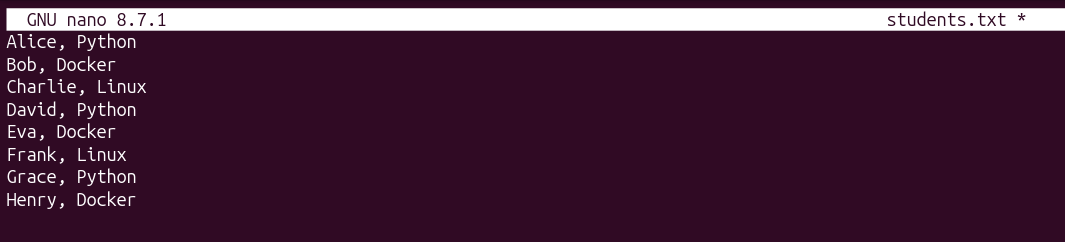 GNU nano 8.7.1 students.txt *
Alice, Python
Bob, Docker
Charlie, Linux
David, Python
Eva, Docker
Frank, Linux
Grace, Python
Henry, Docker